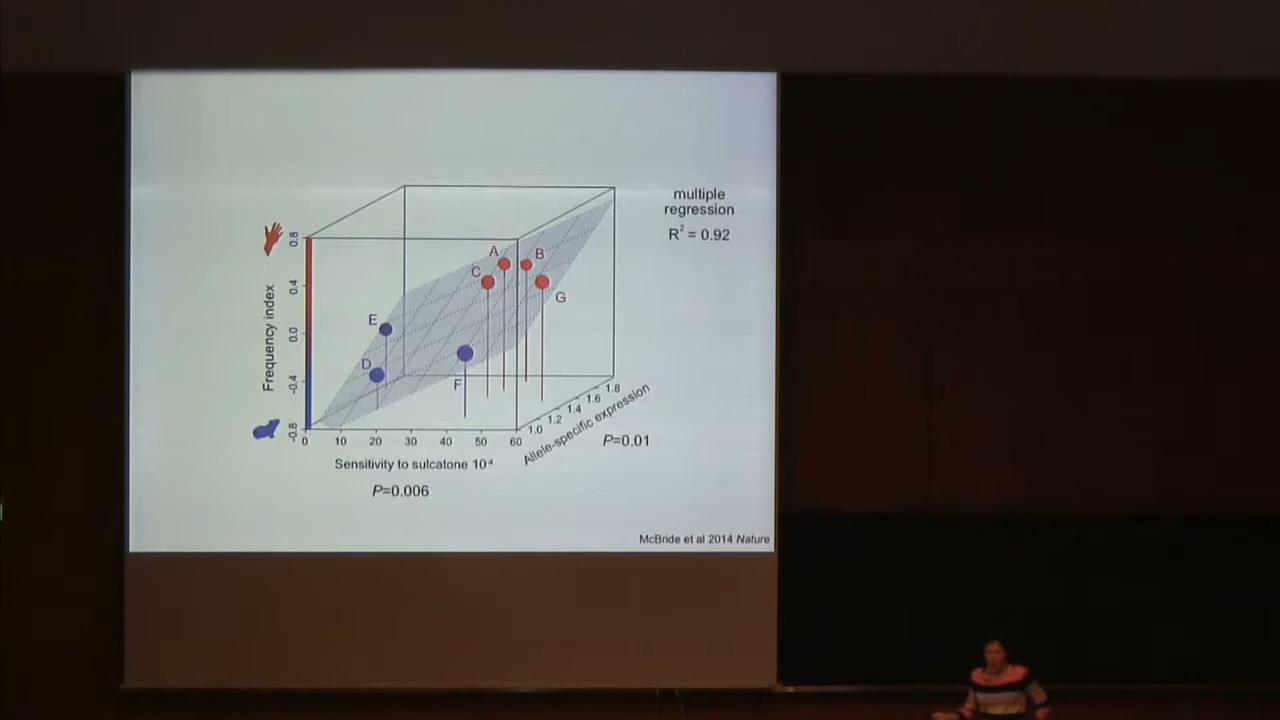 multiple
regression
R² = 0.92
0.8
0.4
0.0
-0.4
-0.8
Frequency index
A
B
C
G
E
D
F
0 10 20 30 40 50 60
1.0 1.2 1.4 1.6 1.8
Sensitivity to sulcatone 10⁻⁴
Allele-specific expression
P=0.01
P=0.006
McBride et al 2014 Nature